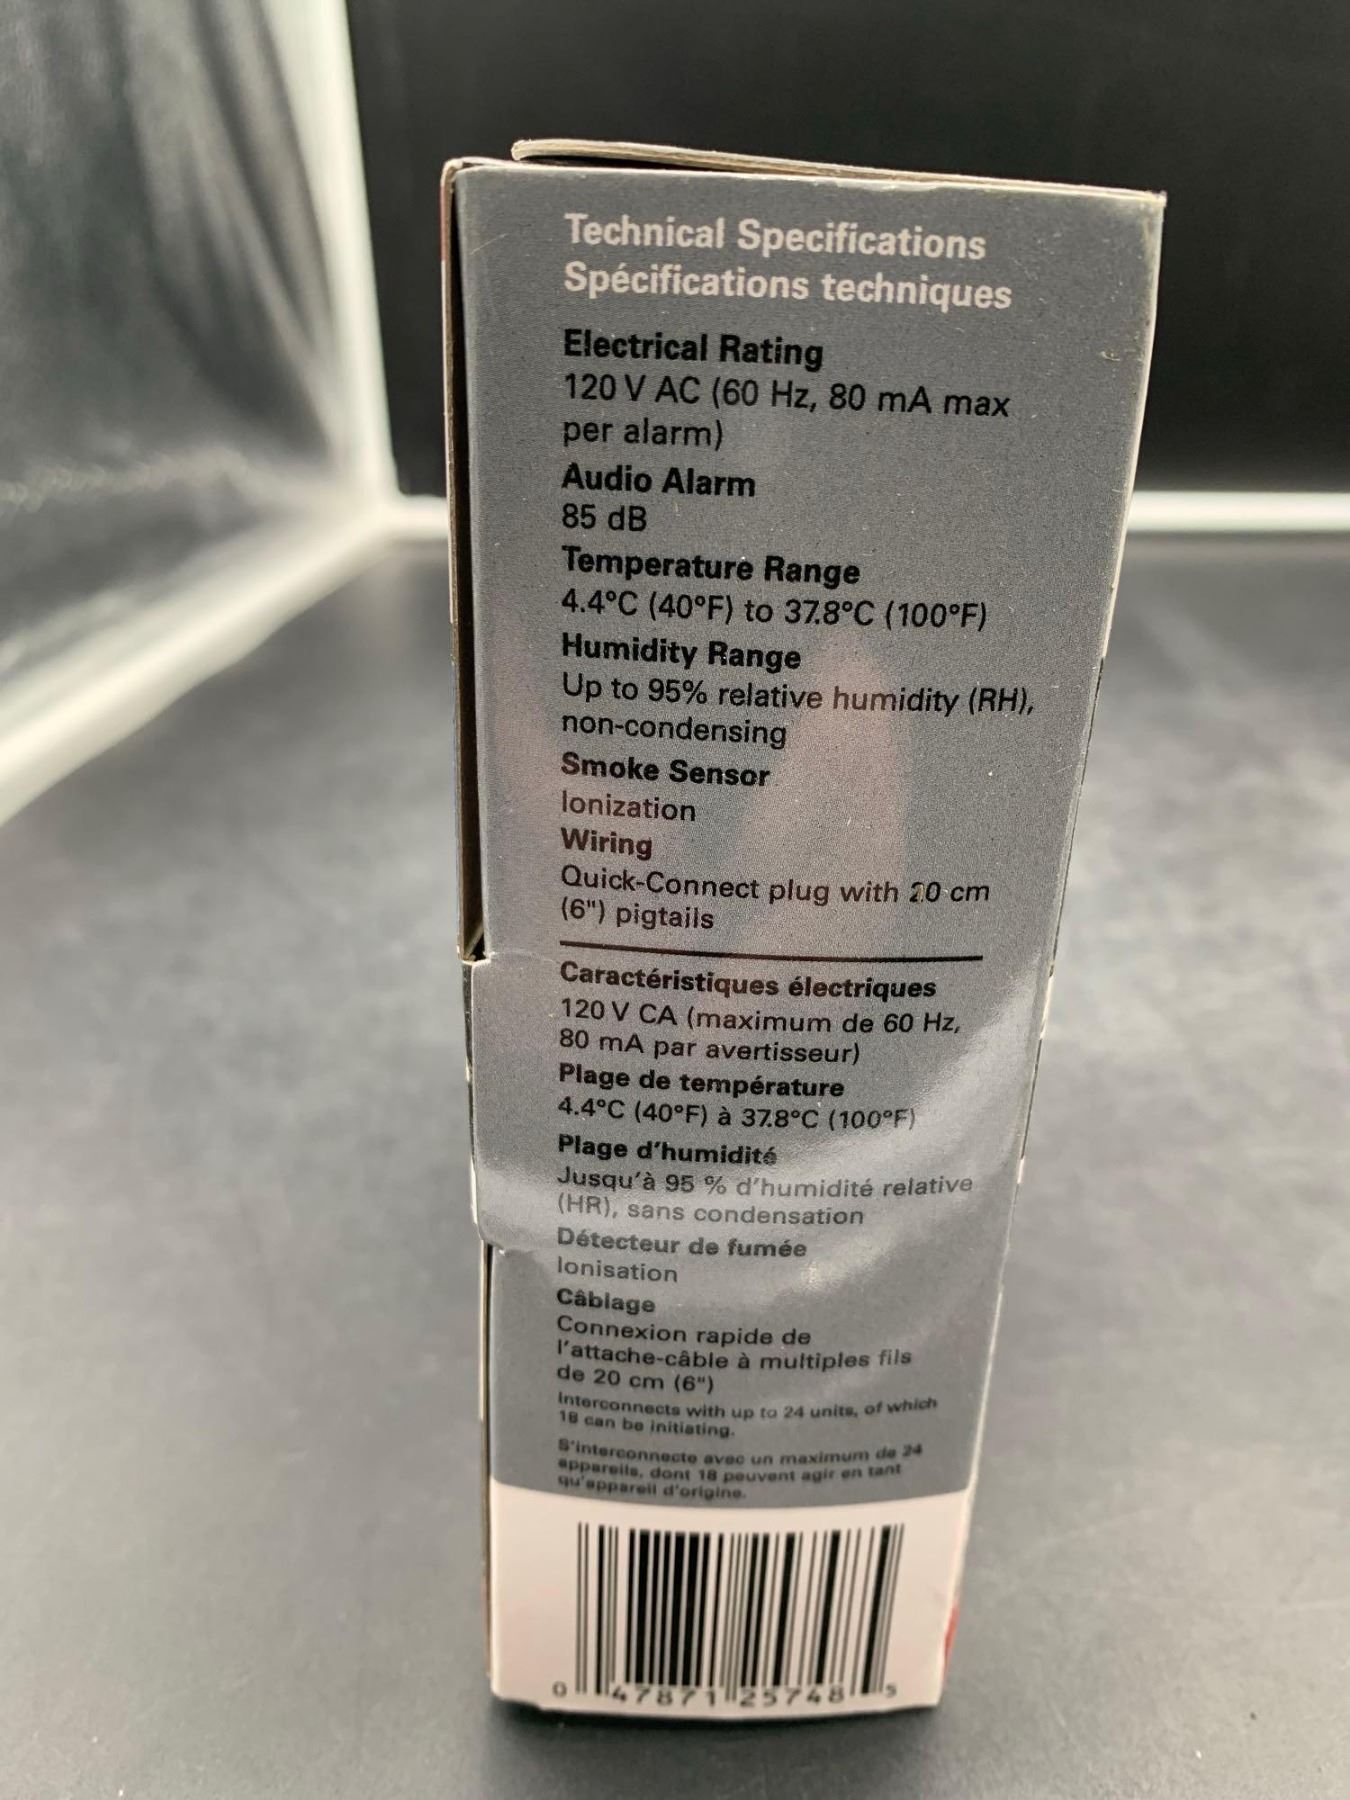 Technical Specifications
Spécifications techniques
Electrical Rating
120 V AC (60 Hz, 80 mA max
per alarm)
Audio Alarm
85 dB
Temperature Range
4.4°C (40°F) to 37.8°C (100°F)
Humidity Range
Up to 95% relative humidity (RH),
non-condensing
Smoke Sensor
Ionization
Wiring
Quick-Connect plug with 20 cm
(6") pigtails
Caractéristiques électriques
120 V CA (maximum de 60 Hz,
80 mA par avertisseur)
Plage de température
4.4°C (40°F) à 37.8°C (100°F)
Plage d'humidité
Jusqu'à 95 % d'humidité relative
(HR), sans condensation
Détecteur de fumée
Ionisation
Câblage
Connexion rapide de
l'attache-câble à multiples fils
de 20 cm (6")
Interconnects with up to 24 units, of which
18 can be initiating.
S'interconnecte avec un maximum de 24
appareils, dont 18 peuvent agir en tant
qu'appareil d'origine.
0 47871 25748 5